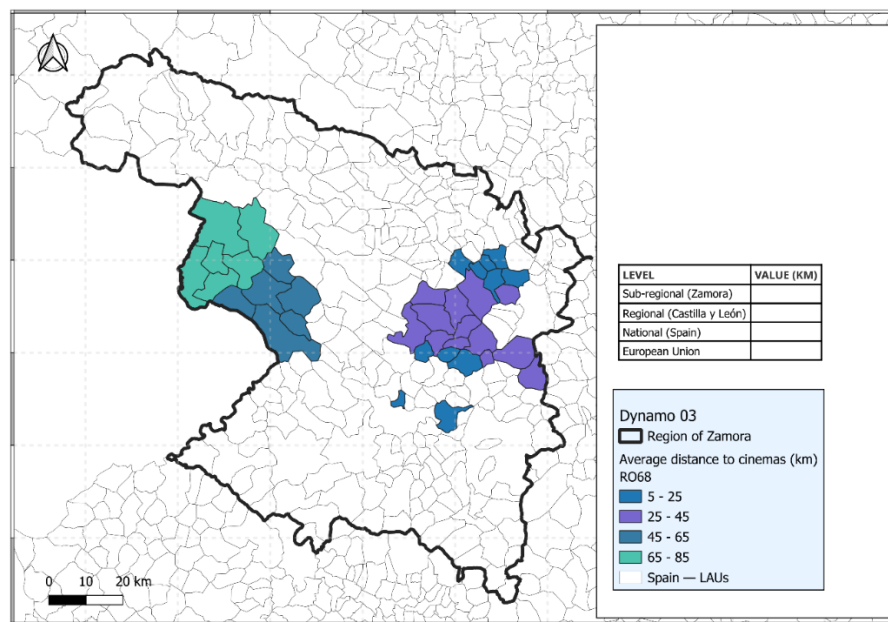 LEVEL VALUE (KM)
Sub-regional (Zamora)
Regional (Castilla y León)
National (Spain)
European Union
Dynamo 03
Region of Zamora
Average distance to cinemas (km)
RO68
5 - 25
25 - 45
45 - 65
65 - 85
Spain — LAUs
0 10 20 km